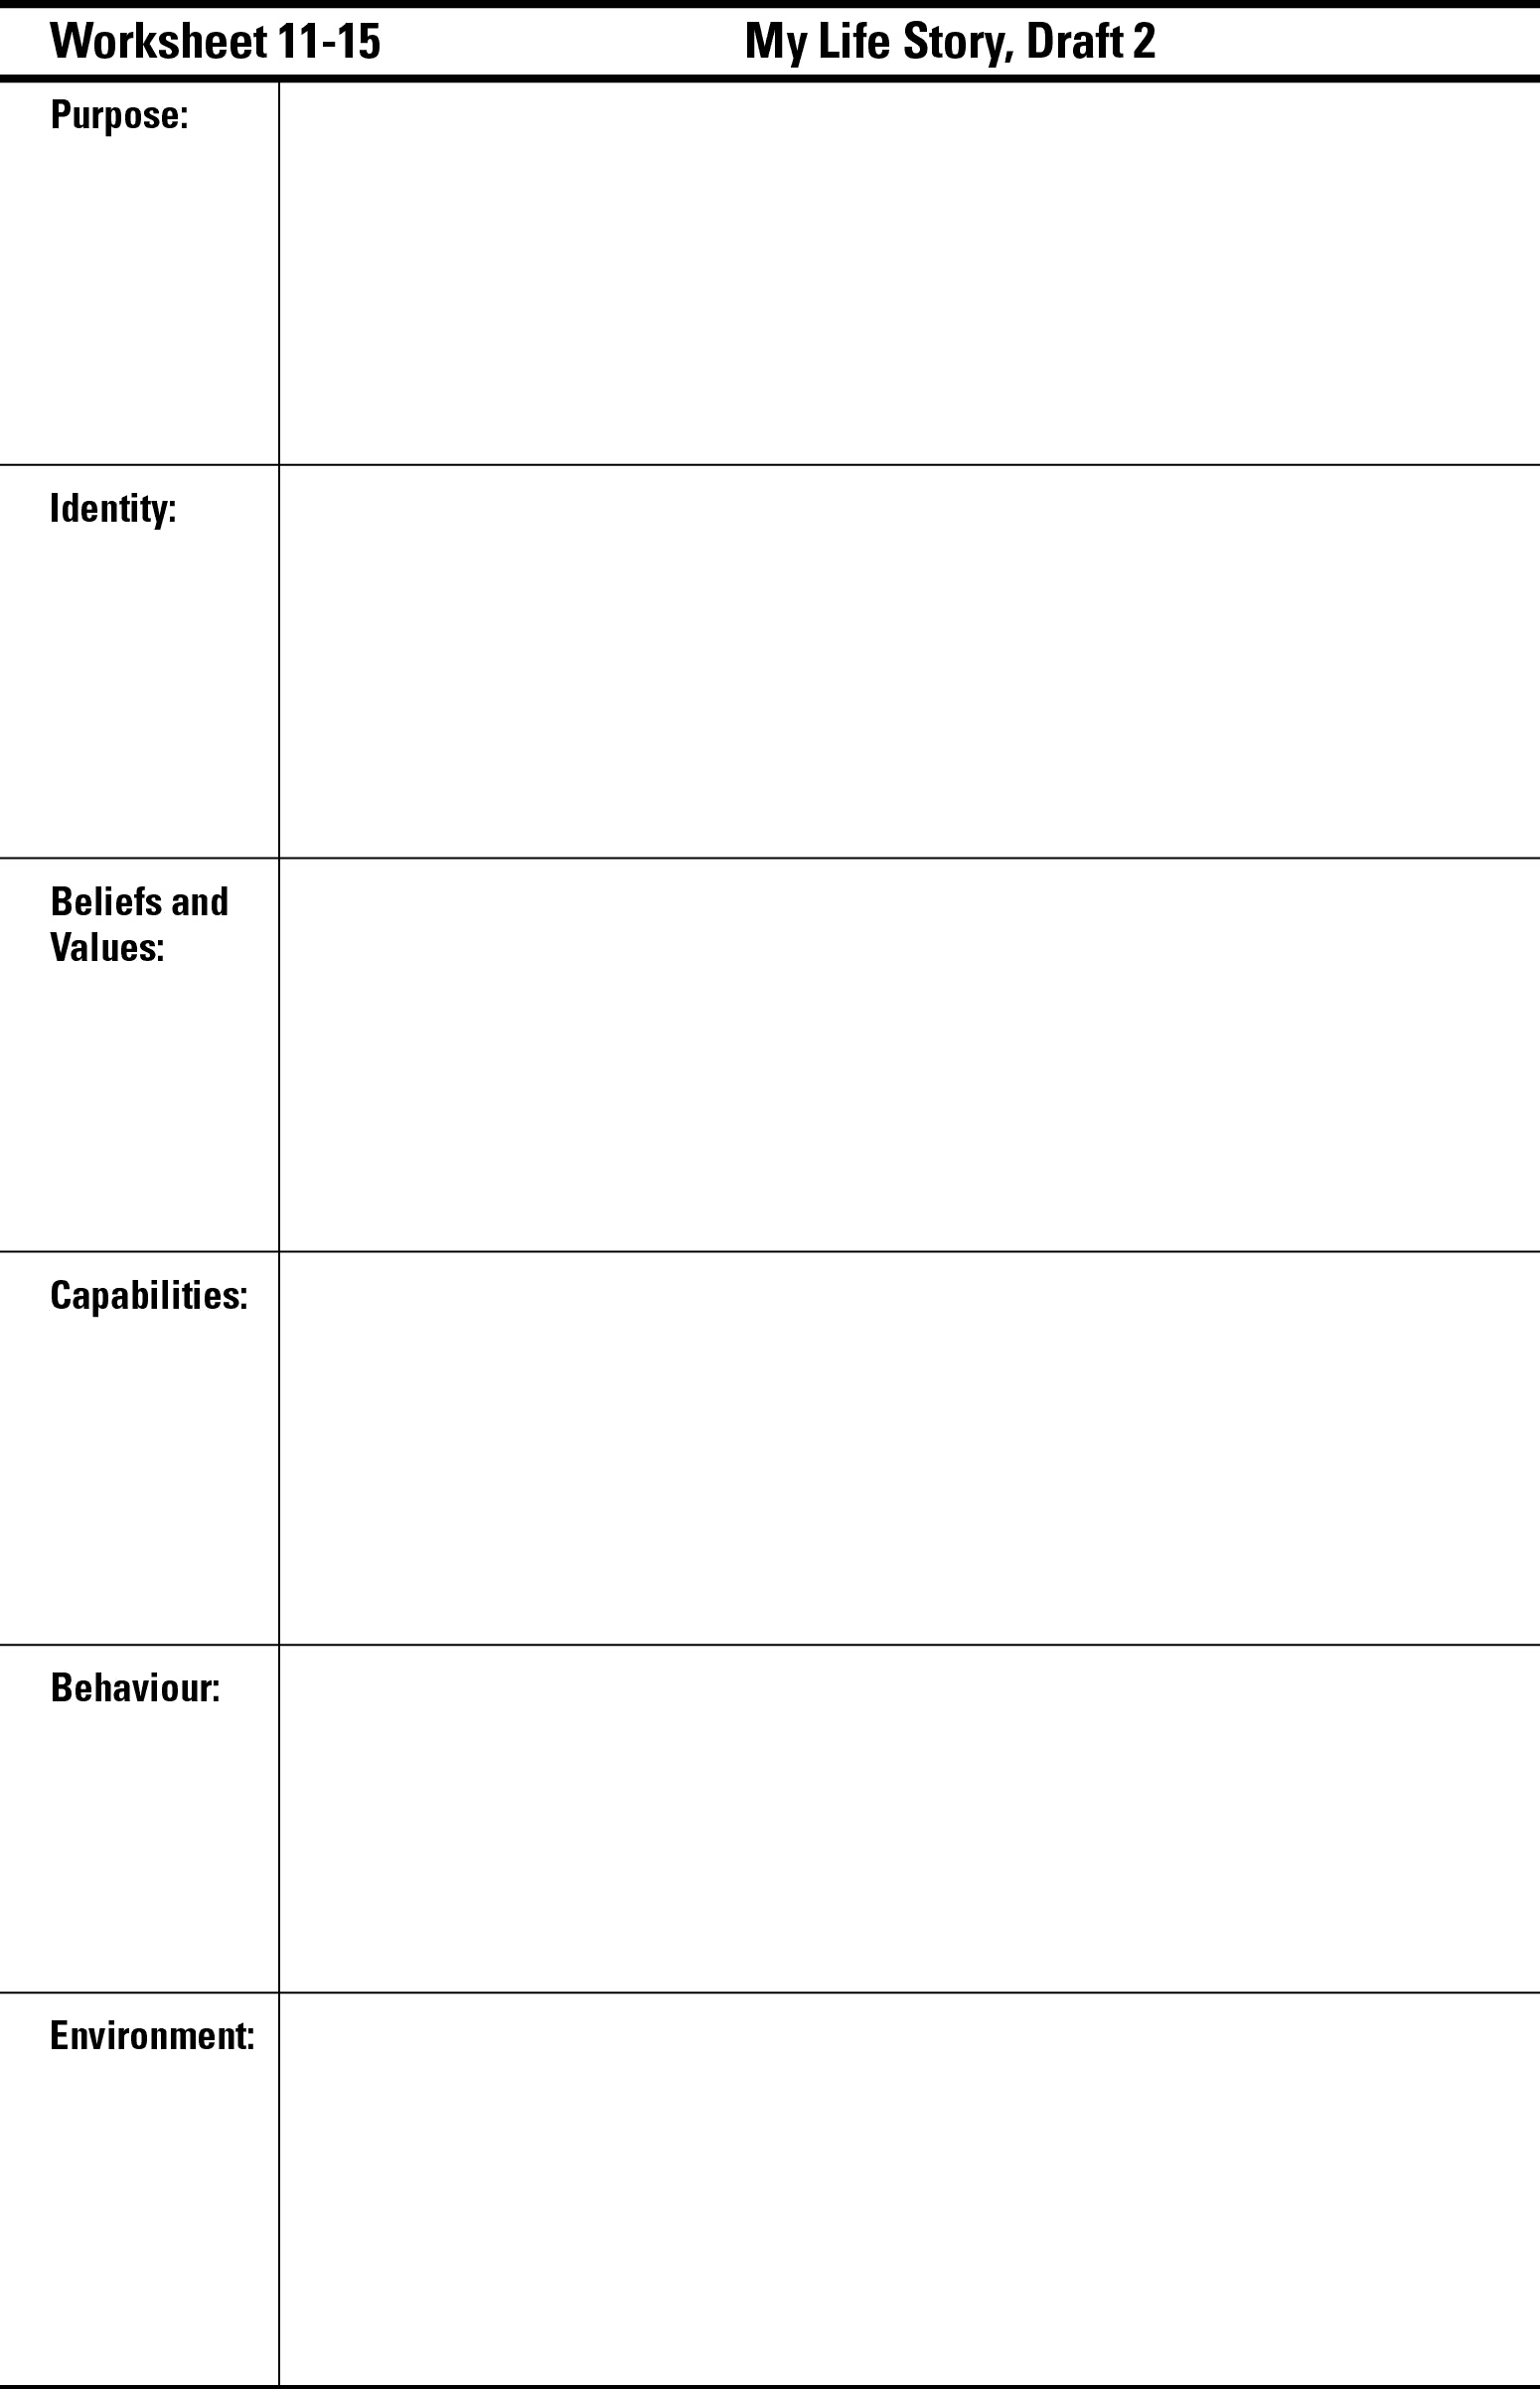 Worksheet 11-15 My Life Story, Draft 2
Purpose:
Identity:
Beliefs and
Values:
Capabilities:
Behaviour:
Environment: